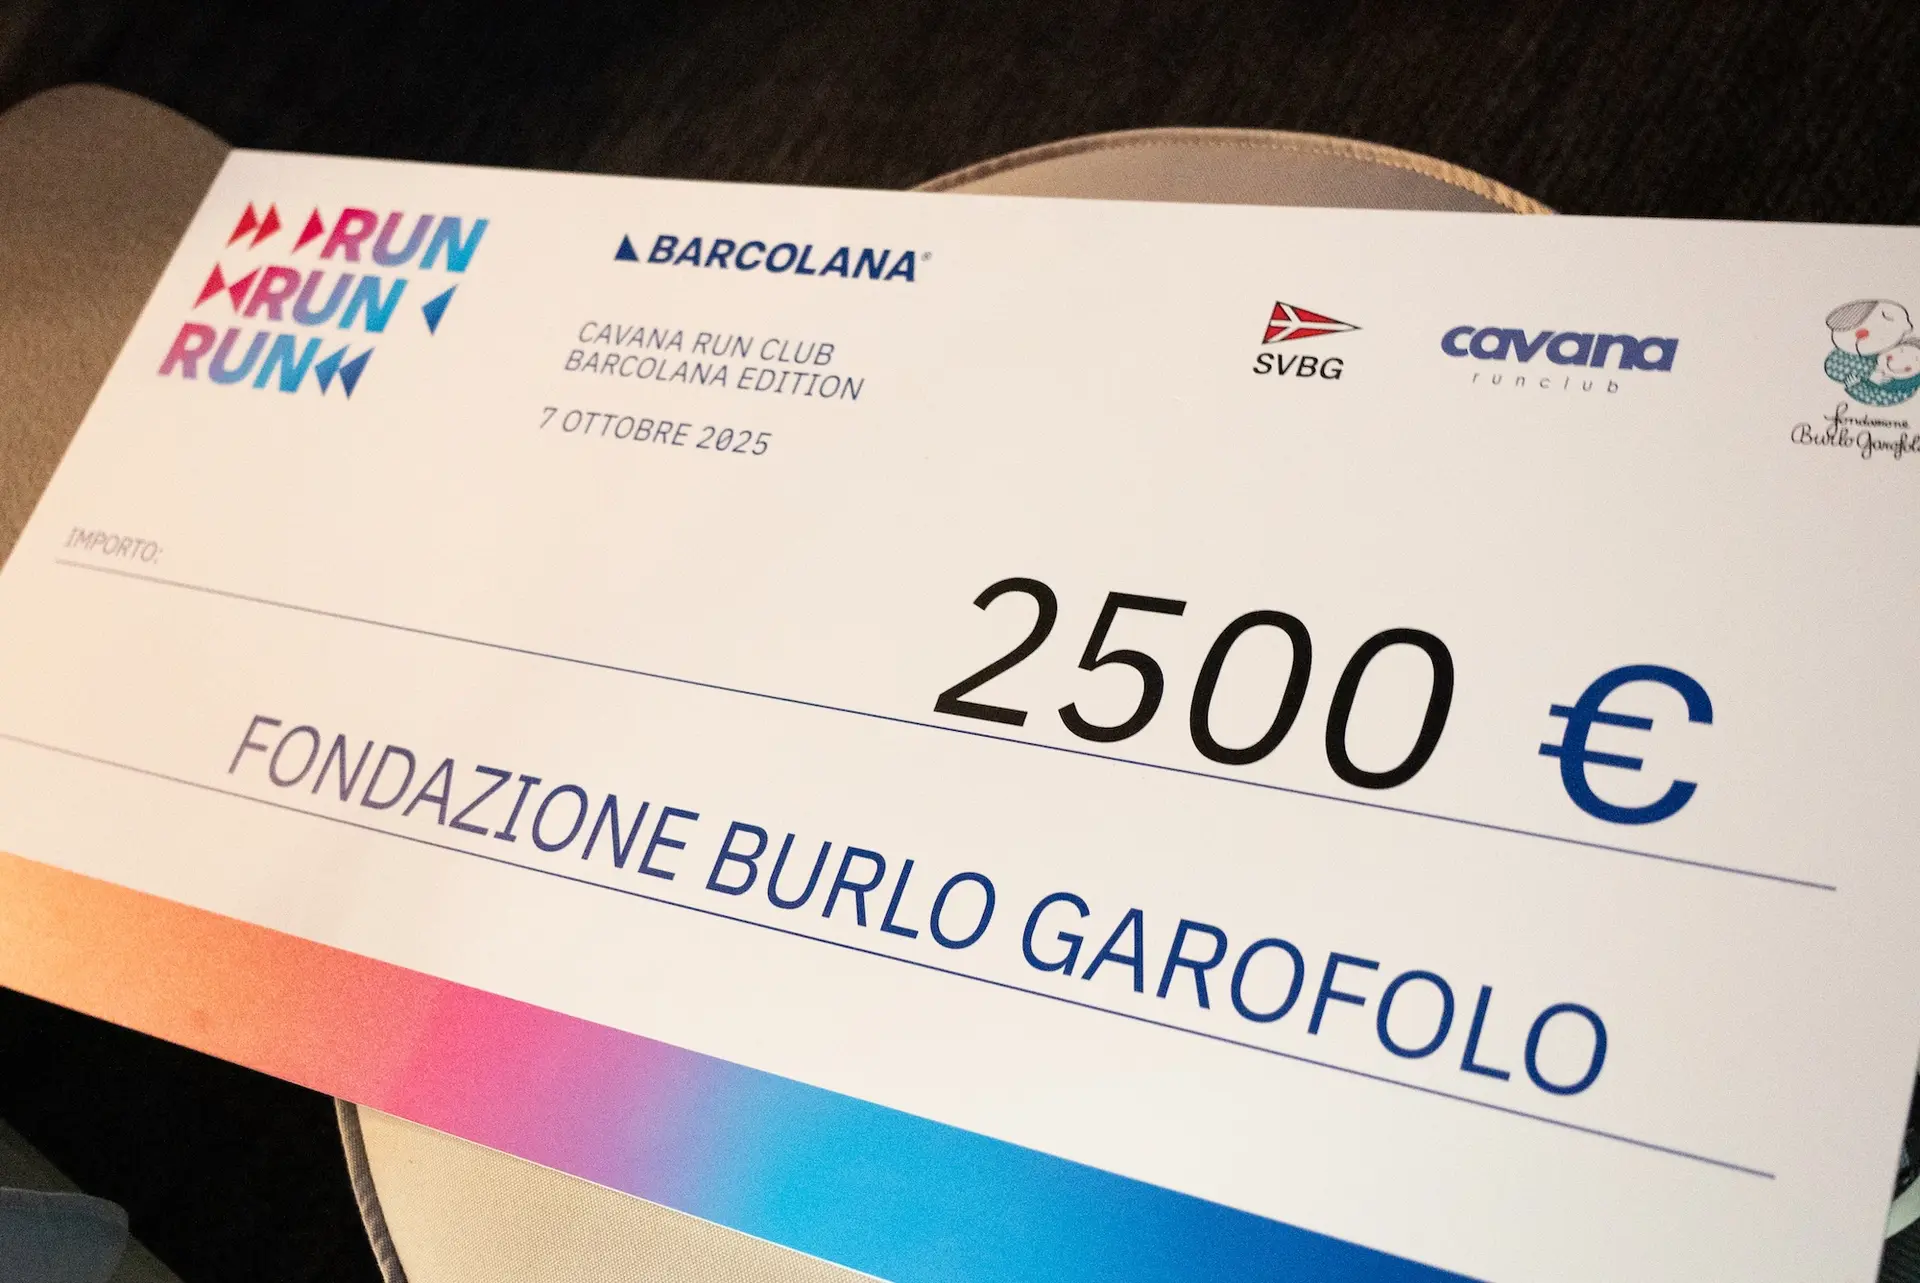 RUN
RUN
RUN
BARCOLANA®
CAVANA RUN CLUB
BARCOLANA EDITION
7 OTTOBRE 2025
SVBG
cavana
runclub
fondazione
Burlo Garofol
IMPORTO:
2500 €
FONDAZIONE BURLO GAROFOLO